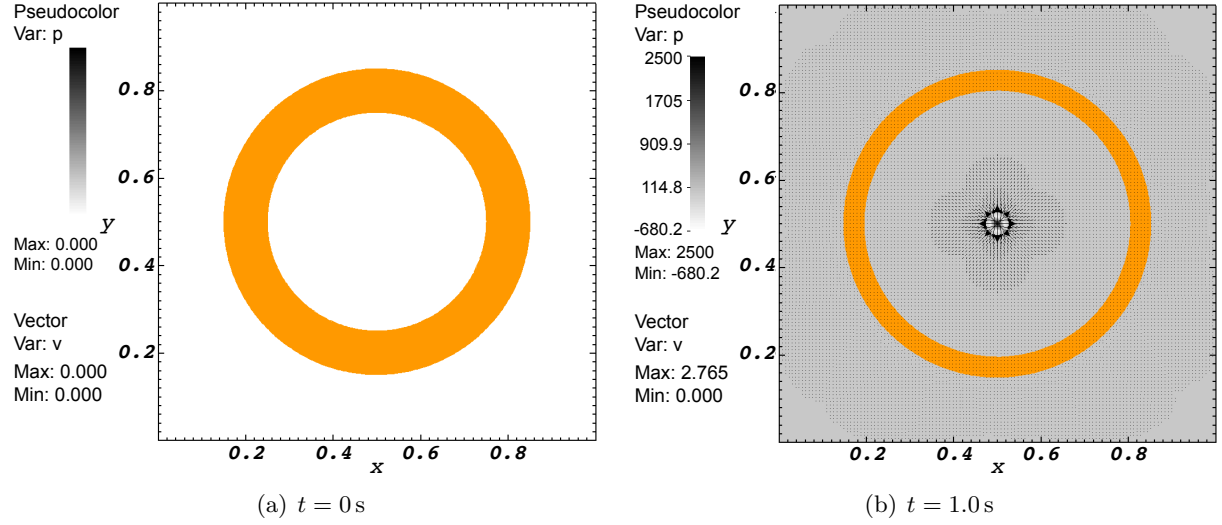 Pseudocolor
Var: p
Max: 0.000
Min: 0.000
Vector
Var: v
Max: 0.000
Min: 0.000
0.8
0.6
y
0.4
0.2
0.2 0.4 0.6 0.8
x
(a) t = 0 s
Pseudocolor
Var: p
2500
1705
909.9
114.8
-680.2
Max: 2500
Min: -680.2
Vector
Var: v
Max: 2.765
Min: 0.000
0.8
0.6
y
0.4
0.2
0.2 0.4 0.6 0.8
x
(b) t = 1.0 s